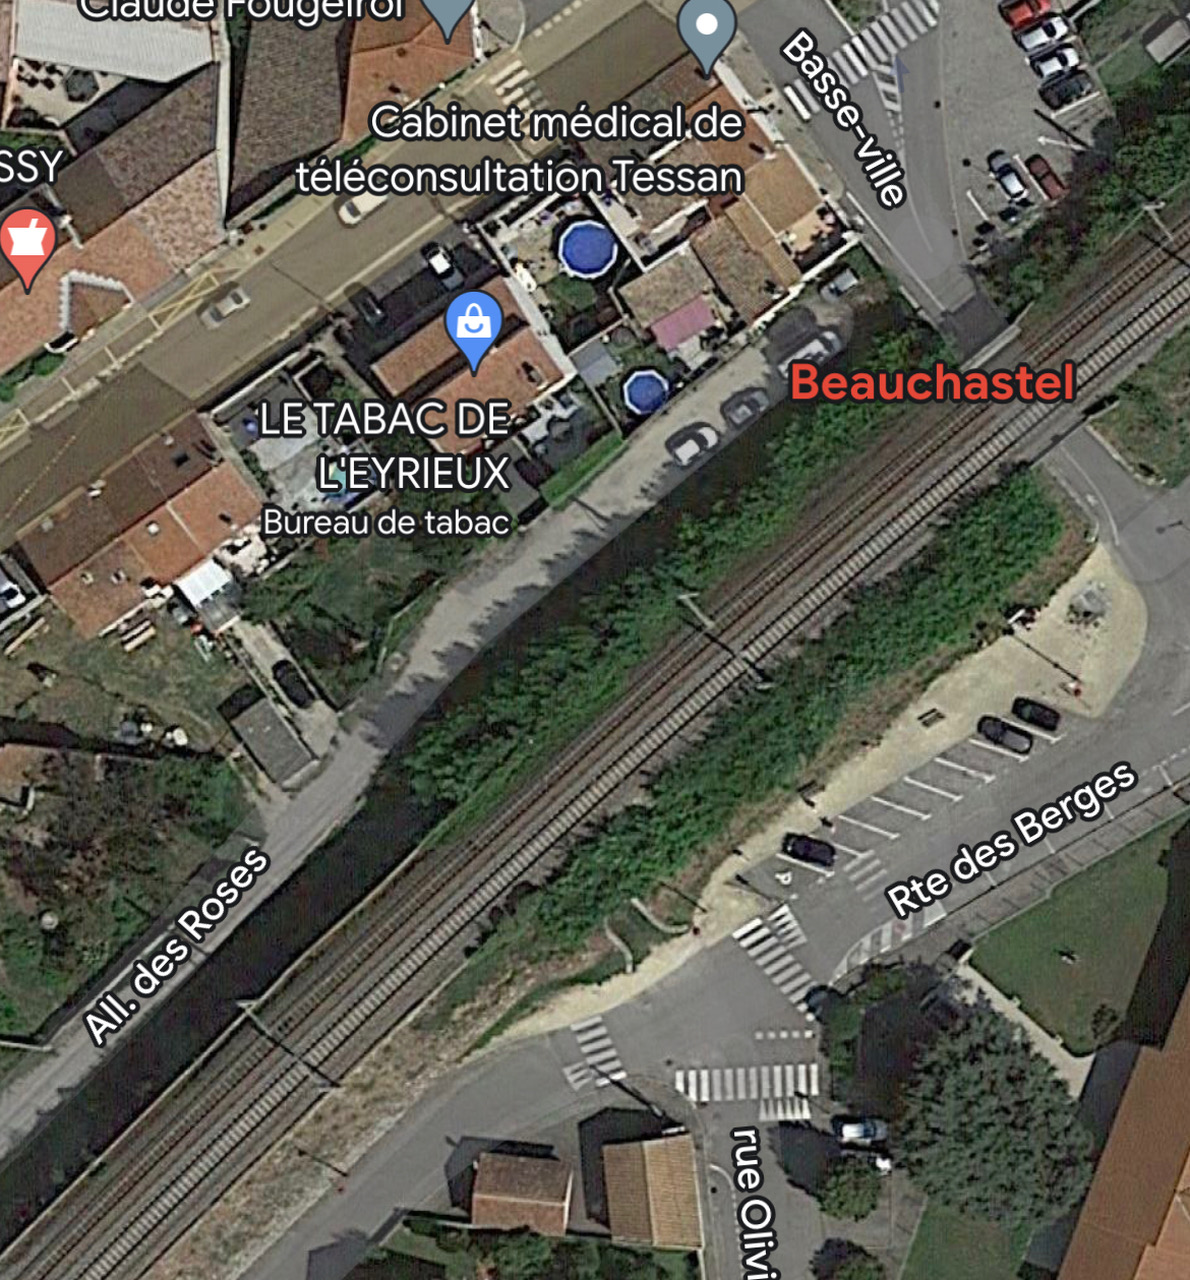 Claude Fougeirol
Cabinet médical de
téléconsultation Tessan
Basse-ville
SSY
Beauchastel
LE TABAC DE
L'EYRIEUX
Bureau de tabac
Rte des Berges
All. des Roses
rue Olivi
P